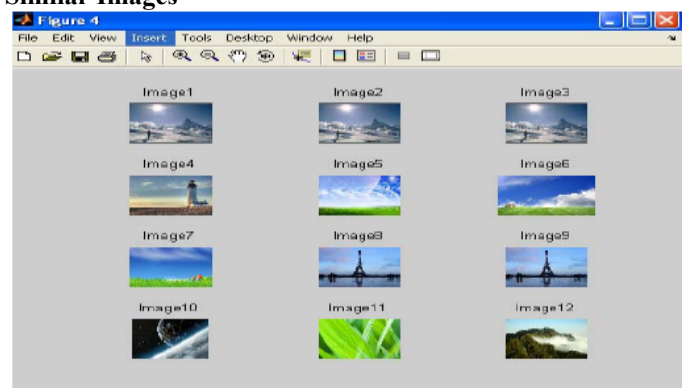 Similar Images
Figure 4
File Edit View Insert Tools Desktop Window Help
Image1 Image2 Image3
Image4 Image5 Image6
Image7 Image8 Image9
Image10 Image11 Image12